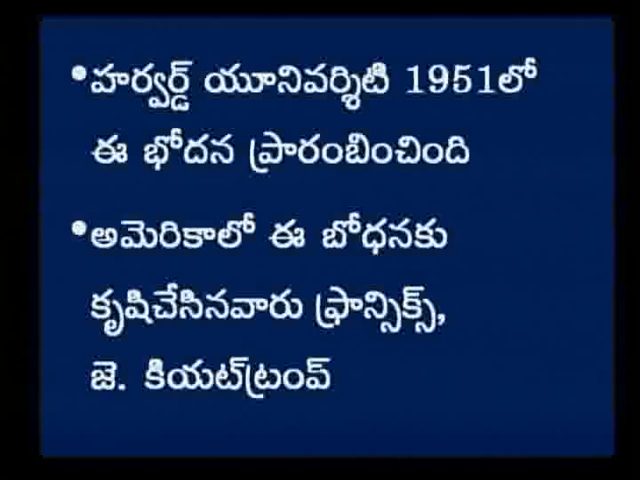 •హర్వర్డ్ యూనివర్శిటి 1951లో
ఈ భోదన ప్రారంబించింది
•అమెరికాలో ఈ బోధనకు
కృషిచేసినవారు ఫ్రాన్సిక్స్,
జె. కియట్‌ట్రంప్